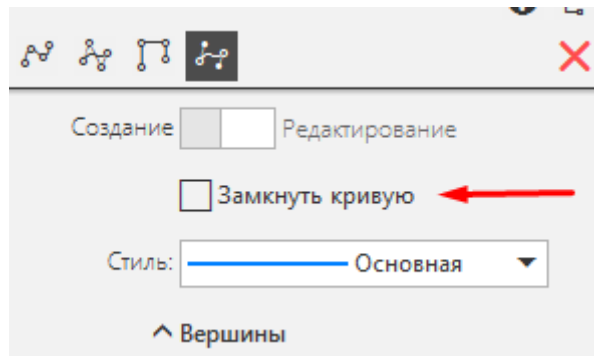 Создание Редактирование
Замкнуть кривую
Стиль: Основная
Вершины